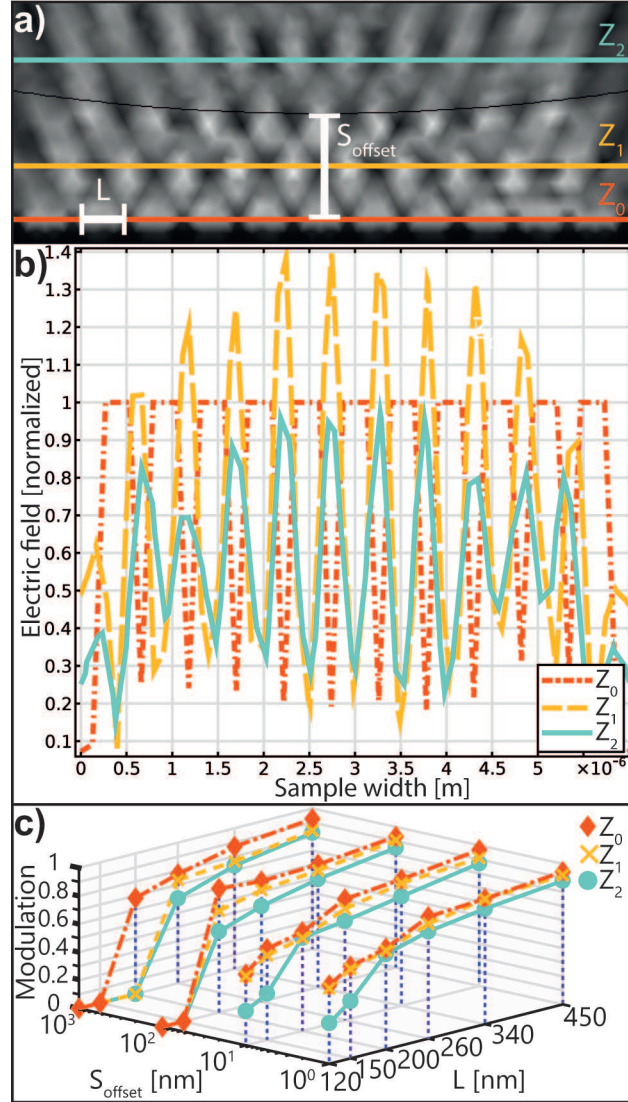 a)
Z2
Soffset
Z1
L
Z0
b)
1.4
1.3
1.2
1.1
1
0.9
0.8
0.7
0.6
0.5
0.4
0.3
0.2
0.1
Electric field [normalized]
Z0
Z1
Z2
0 0.5 1 1.5 2 2.5 3 3.5 4 4.5 5 ×10⁻⁶
Sample width [m]
c)
Z0
Z1
Z2
1
0.8
0.6
0.4
0.2
0
Modulation
10³ 10² 10¹ 10⁰
Soffset [nm]
120 150 200 260 340 450
L [nm]